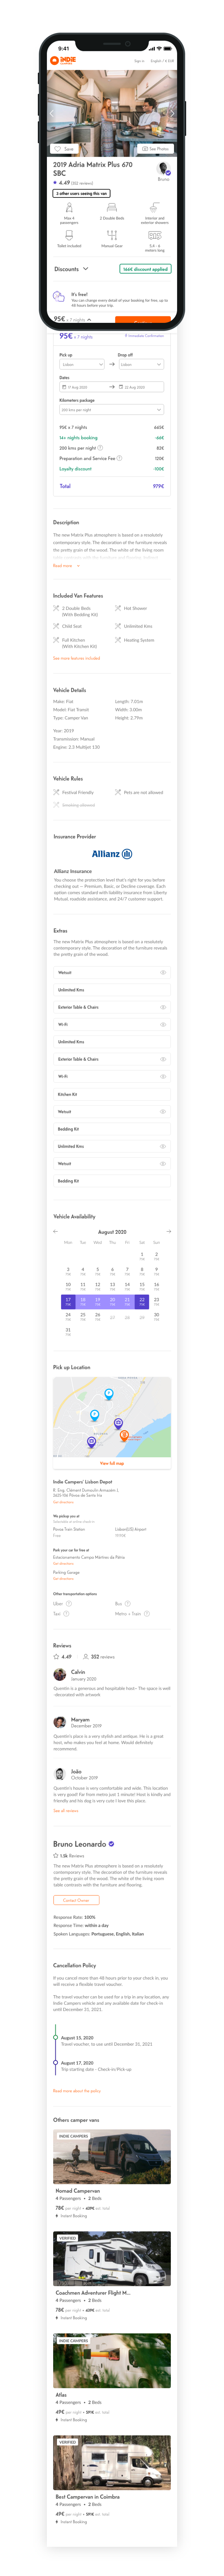 9:41
INDIE
Sign in
English / € EUR
Save
See Photos
2019 Adria Matrix Plus 670
SBC
4.49 (352 reviews)
Bruno
3 other users seeing this van
Max 4
passengers
2 Double Beds
Interior and
exterior showers
Toilet Included
Manual Gear
5.4 - 6
meters long
Discounts
166€ discount applied
It's free!
You can change every detail of your booking for free, up to
48 hours before your trip.
95€ x 7 nights
95€ x 7 nights
Immediate Confirmation
Pick up
Drop off
Lisbon
Lisbon
Dates
17 Aug 2020
22 Aug 2020
Kilometers package
200 kms per night
95€ x 7 nights 665€
14+ nights booking -66€
200 kms per night 83€
Preparation and Service Fee 120€
Loyalty discount -100€
Total 979€
Description
The new Matrix Plus atmosphere is based on a resolutely
contemporary style. The decoration of the furniture reveals
the pretty grain of the wood. The white of the living room
Read more
Included Van Features
2 Double Beds
(With Bedding Kit)
Hot Shower
Child Seat
Unlimited Kms
Full Kitchen
(With Kitchen Kit)
Heating System
See more features included
Vehicle Details
Make: Fiat
Length: 7.01m
Model: Fiat Transit
Width: 3.00m
Type: Camper Van
Height: 2.79m
Year: 2019
Transmission: Manual
Engine: 2.3 Multijet 130
Vehicle Rules
Festival Friendly
Pets are not allowed
Smoking allowed
Insurance Provider
Allianz
Allianz Insurance
You choose the protection level that's right for you before
checking out — Premium, Basic, or Decline coverage. Each
option comes standard with liability insurance from Liberty
Mutual, roadside assistance, and 24/7 customer support.
Extras
The new Matrix Plus atmosphere is based on a resolutely
contemporary style. The decoration of the furniture reveals
the pretty grain of the wood.
Wetsuit
Unlimited Kms
Exterior Table & Chairs
Wi-Fi
Unlimited Kms
Exterior Table & Chairs
Wi-Fi
Kitchen Kit
Wetsuit
Bedding Kit
Unlimited Kms
Wetsuit
Bedding Kit
Vehicle Availability
August 2020
Mon Tue Wed Thu Fri Sat Sun
1 2
3 4 5 6 7 8 9
10 11 12 13 14 15 16
17 18 19 20 21 22 23
24 25 26 27 28 29 30
31
Pick up Location
View full map
Indie Campers' Lisbon Depot
R. Eng. Clément Dumoulin Armazém I,
2625-106 Póvoa de Santa Iria
Get directions
We pickup you at
Póvoa Train Station
Lisbon(LIS) Airport
Free
Park your car for free at
Estacionamento Campo Mártires da Pátria
Get directions
Parking Garage
Get directions
Other transportation options
Uber
Bus
Taxi
Metro + Tram
Reviews
4.49
352 reviews
Calvin
January 2020
Quentin is a generous and hospitable host– The space is well
–decorated with artwork
Maryam
December 2019
Quentin's place is a very stylish and antique. He is a great
host, who makes you feel at home. Would definitely
recommend.
João
October 2019
Quentin's house is very comfortable and wide. This location
is very good! Far from metro just 1 minute! Host is kindly and
friendly and his dog is very cute I love this place.
See all reviews
Bruno Leonardo
1.5k Reviews
The new Matrix Plus atmosphere is based on a resolutely
contemporary style. The decoration of the furniture reveals
the pretty grain of the wood. The white of the living room
table contrasts with the furniture and flooring.
Contact Owner
Response Rate: 100%
Response Time: within a day
Spoken Languages: Portuguese, English, Italian
Cancellation Policy
If you cancel more than 48 hours prior to your check in, you
will receive a flexible travel voucher.
The travel voucher can be used for a trip in any location, any
Indie Campers vehicle and any available date for check-in
until December 31, 2021.
August 15, 2020
Travel voucher, to use until December 31, 2021
August 17, 2020
Trip starting date - Check-in/Pick-up
Read more about the policy
Others camper vans
INDIE CAMPERS
Nomad Campervan
4 Passengers • 2 Beds
78€ per night
Instant Booking
VERIFIED
Coachmen Adventurer Flight M...
4 Passengers • 2 Beds
78€ per night
Instant Booking
INDIE CAMPERS
Atlas
4 Passengers • 2 Beds
49€ per night
Instant Booking
VERIFIED
Best Campervan in Coimbra
4 Passengers • 2 Beds
49€ per night
Instant Booking